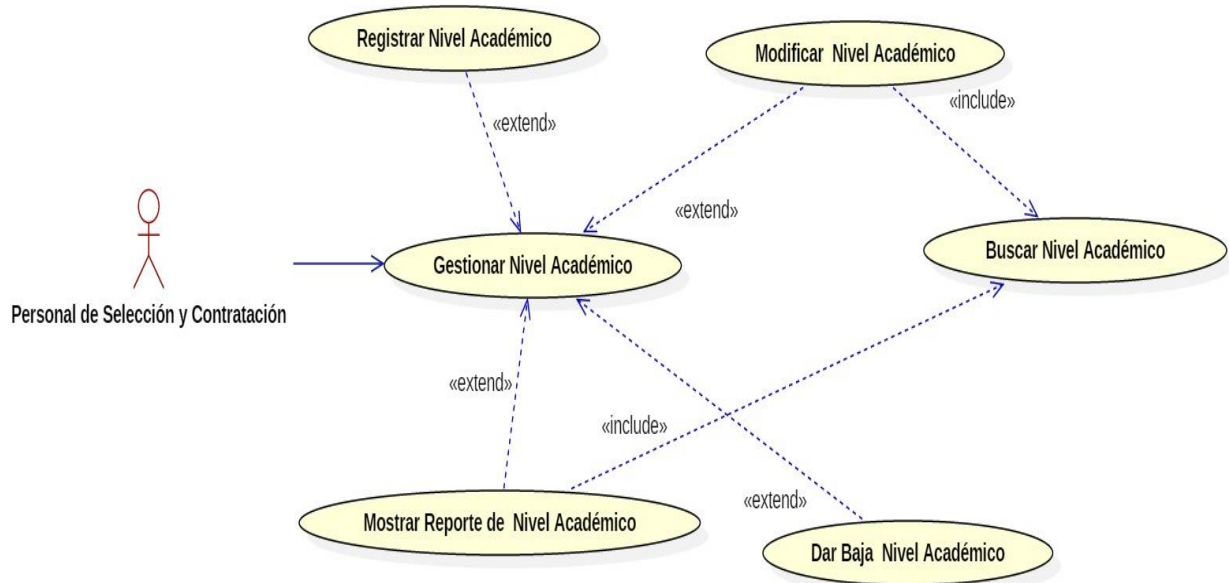 Registrar Nivel Académico
Modificar Nivel Académico
«include»
«extend»
«extend»
Gestionar Nivel Académico
Buscar Nivel Académico
Personal de Selección y Contratación
«extend»
«include»
«extend»
Mostrar Reporte de Nivel Académico
Dar Baja Nivel Académico